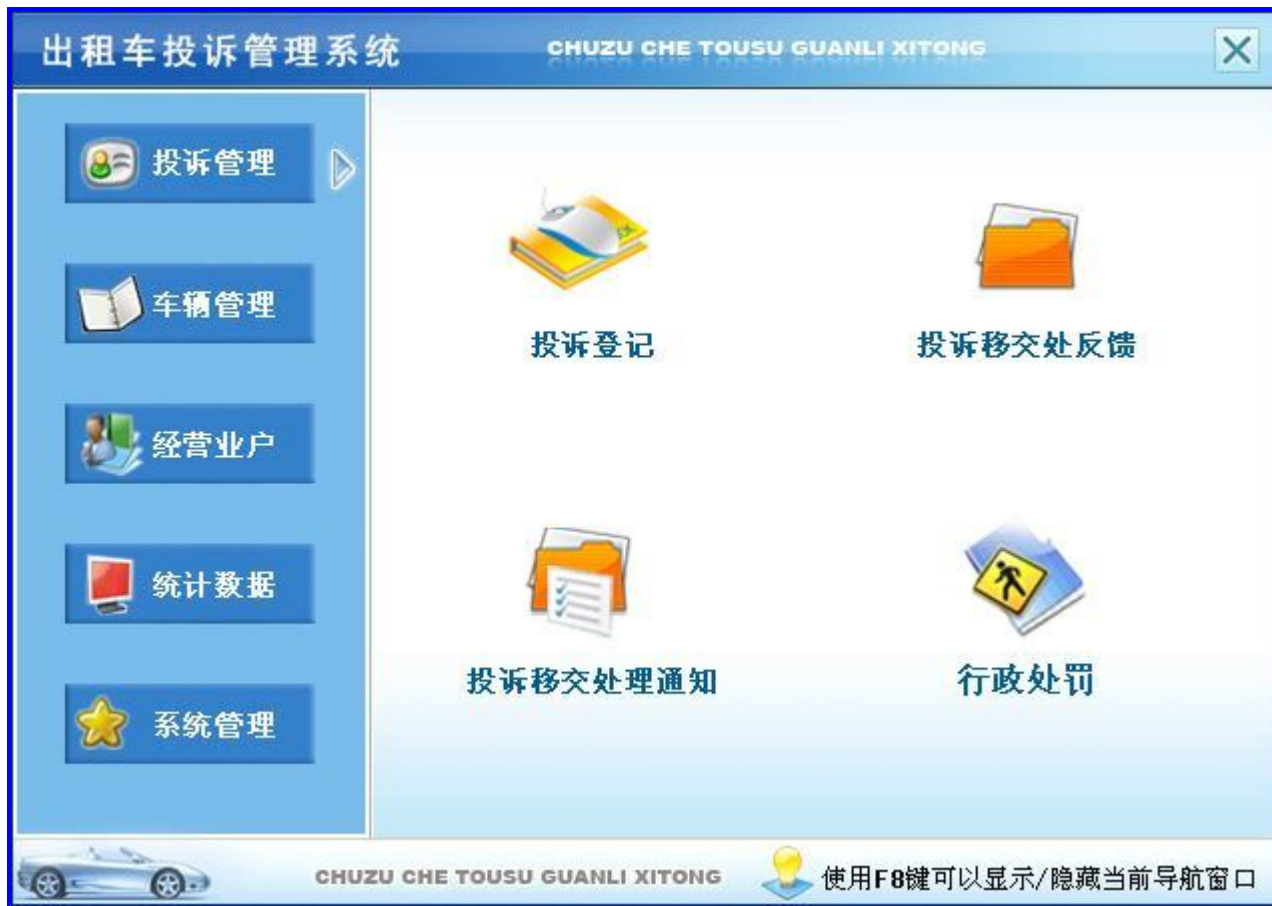 出租车投诉管理系统 CHUZU CHE TOUSU GUANLI XITONG
投诉管理
车辆管理
经营业户
统计数据
系统管理
投诉登记
投诉移交处反馈
投诉移交处理通知
行政处罚
CHUZU CHE TOUSU GUANLI XITONG
使用F8键可以显示/隐藏当前导航窗口